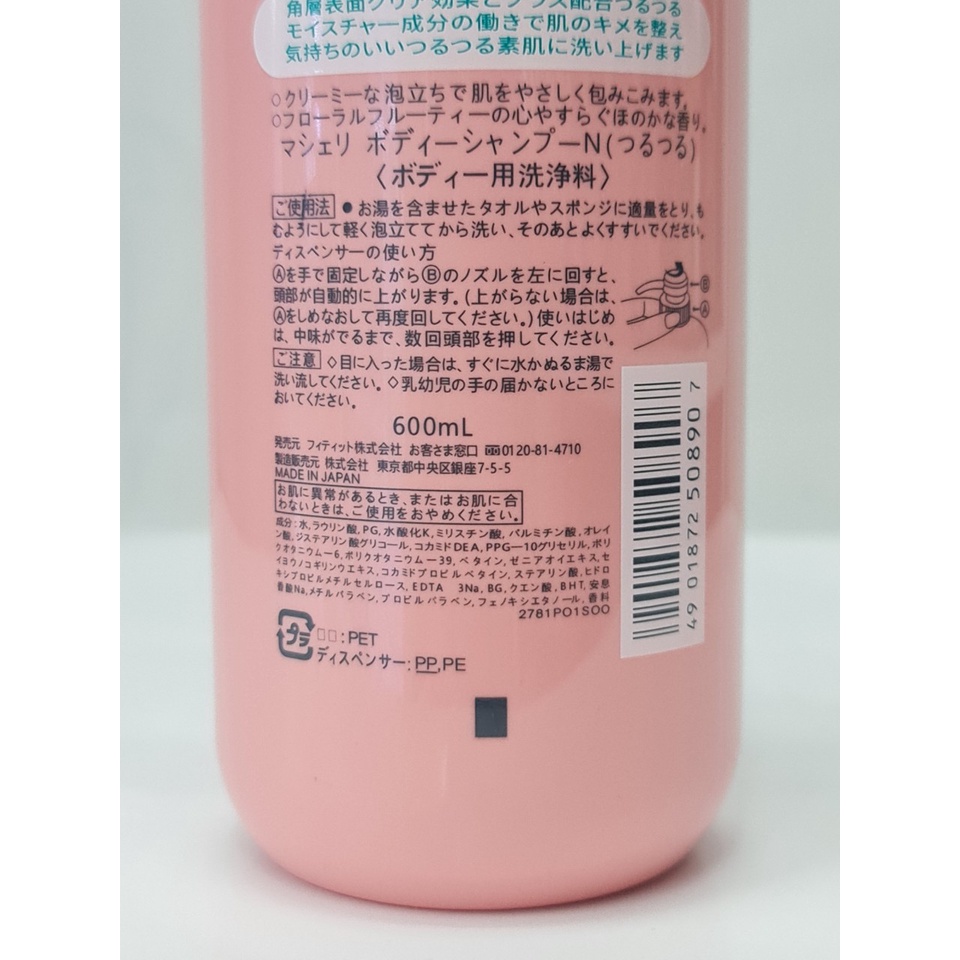 角層表面クリア効果とプラス配合つるつる
モイスチャー成分の働きで肌のキメを整え
気持ちのいいつるつる素肌に洗い上げます
○クリーミーな泡立ちで肌をやさしく包みこみます。
○フローラルフルーティーの心やすらぐほのかな香り。
マシェリ ボディーシャンプーN(つるつる)
〈ボディー用洗浄料〉
ご使用法 ●お湯を含ませたタオルやスポンジに適量をとり、も
むようにして軽く泡立ててから洗い、そのあとよくすすいでください。
ディスペンサーの使い方
Ⓐを手で固定しながらⒷのノズルを左に回すと、
頭部が自動的に上がります。(上がらない場合は、
Ⓐをしめなおして再度回してください。)使いはじめ
は、中味がでるまで、数回頭部を押してください。
Ⓑ
Ⓐ
ご注意 ◇目に入った場合は、すぐに水かぬるま湯で
洗い流してください。◇乳幼児の手の届かないところに
おいてください。
600mL
発売元 フィティット株式会社 お客さま窓口 0120-81-4710
製造販売元 株式会社 東京都中央区銀座7-5-5
MADE IN JAPAN
お肌に異常があるとき、またはお肌に合
わないときは、ご使用をおやめください。
成分:水,ラウリン酸,PG,水酸化K,ミリスチン酸,パルミチン酸,オレイ
ン酸,ジステアリン酸グリコール,コカミドDEA,PPG-10グリセリル,ポリ
クオタニウム-6,ポリクオタニウム-39,ベタイン,ゼニアオイエキス,セ
イヨウノコギリソウエキス,コカミドプロピルベタイン,ステアリン酸,ヒドロ
キシプロピルメチルセルロース,EDTA 3Na,BG,クエン酸,BHT,安息
香酸Na,メチルパラベン,プロピルパラベン,フェノキシエタノール,香料
2781PO1SOO
プラ □□:PET
ディスペンサー:PP,PE
4901872508907